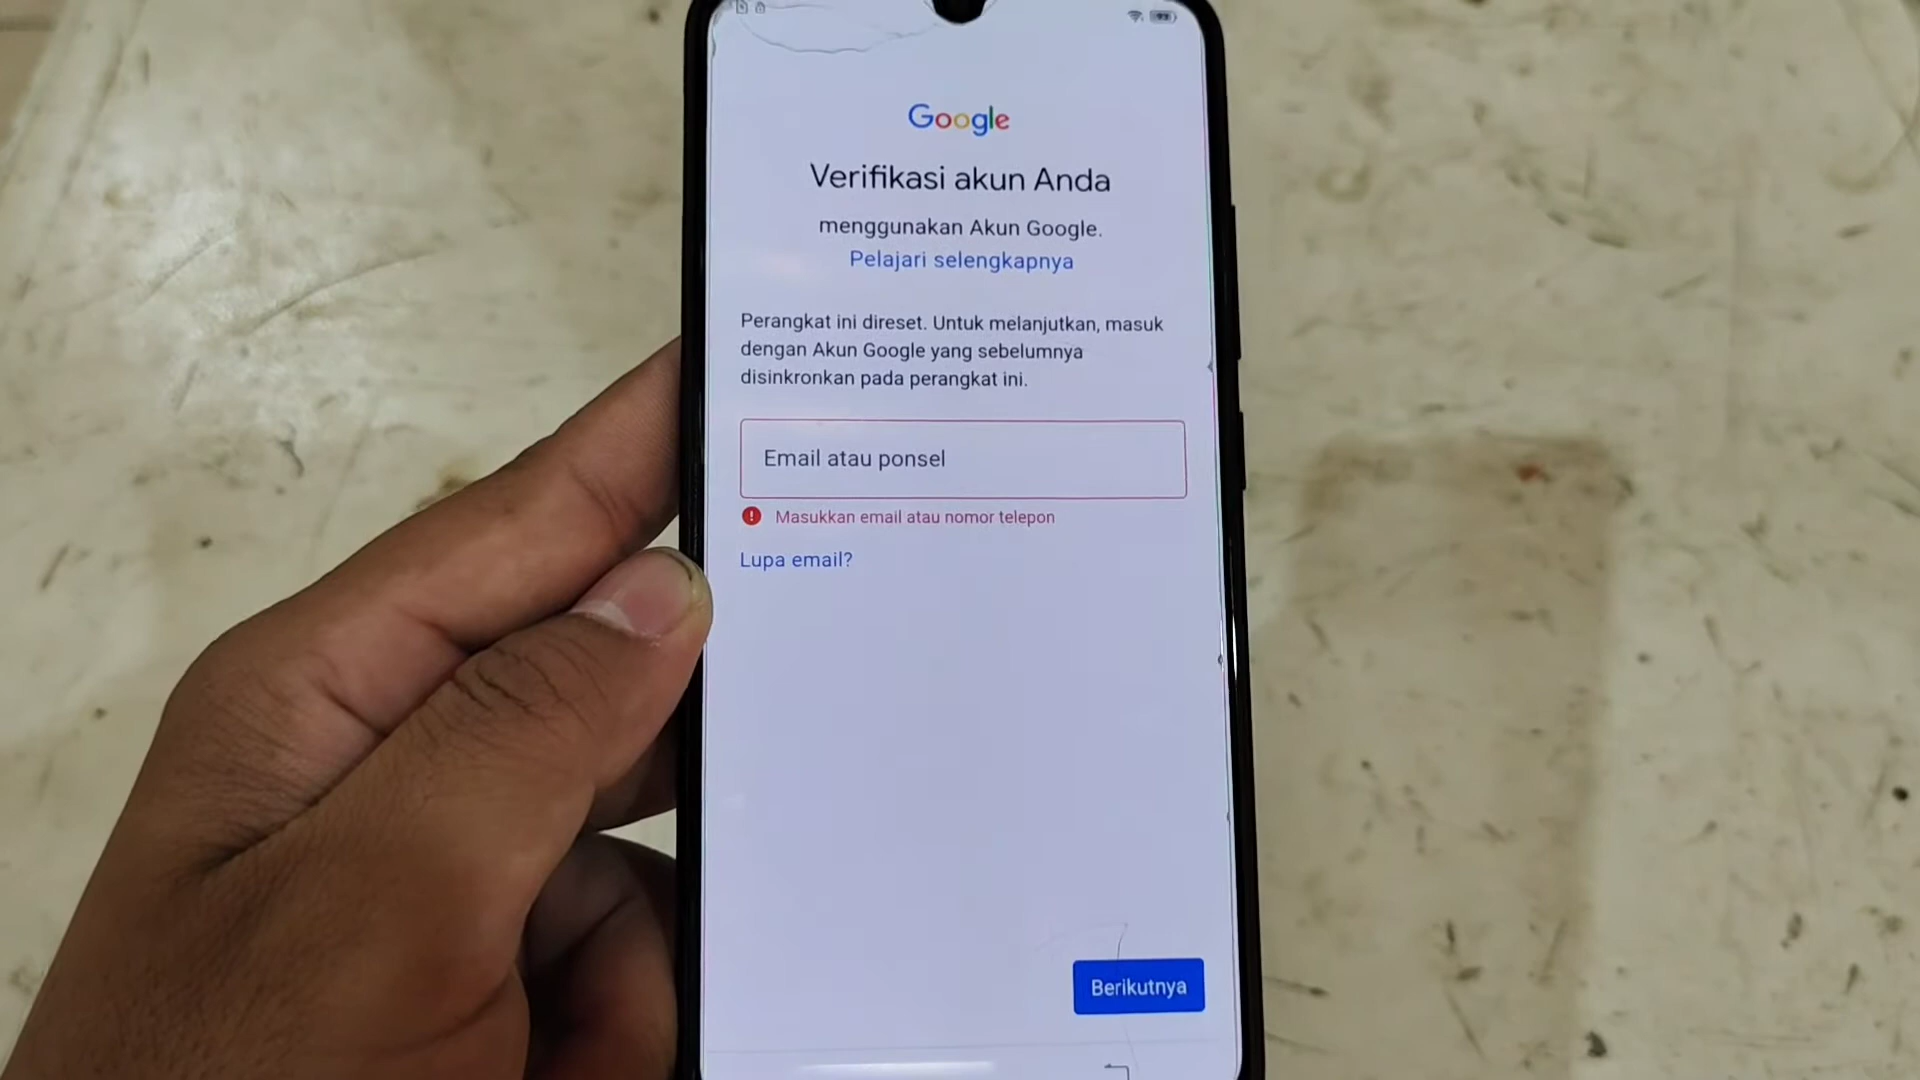 Google
Verifikasi akun Anda
menggunakan Akun Google.
Pelajari selengkapnya
Perangkat ini direset. Untuk melanjutkan, masuk
dengan Akun Google yang sebelumnya
disinkronkan pada perangkat ini.
Email atau ponsel
Masukkan email atau nomor telepon
Lupa email?
Berikutnya